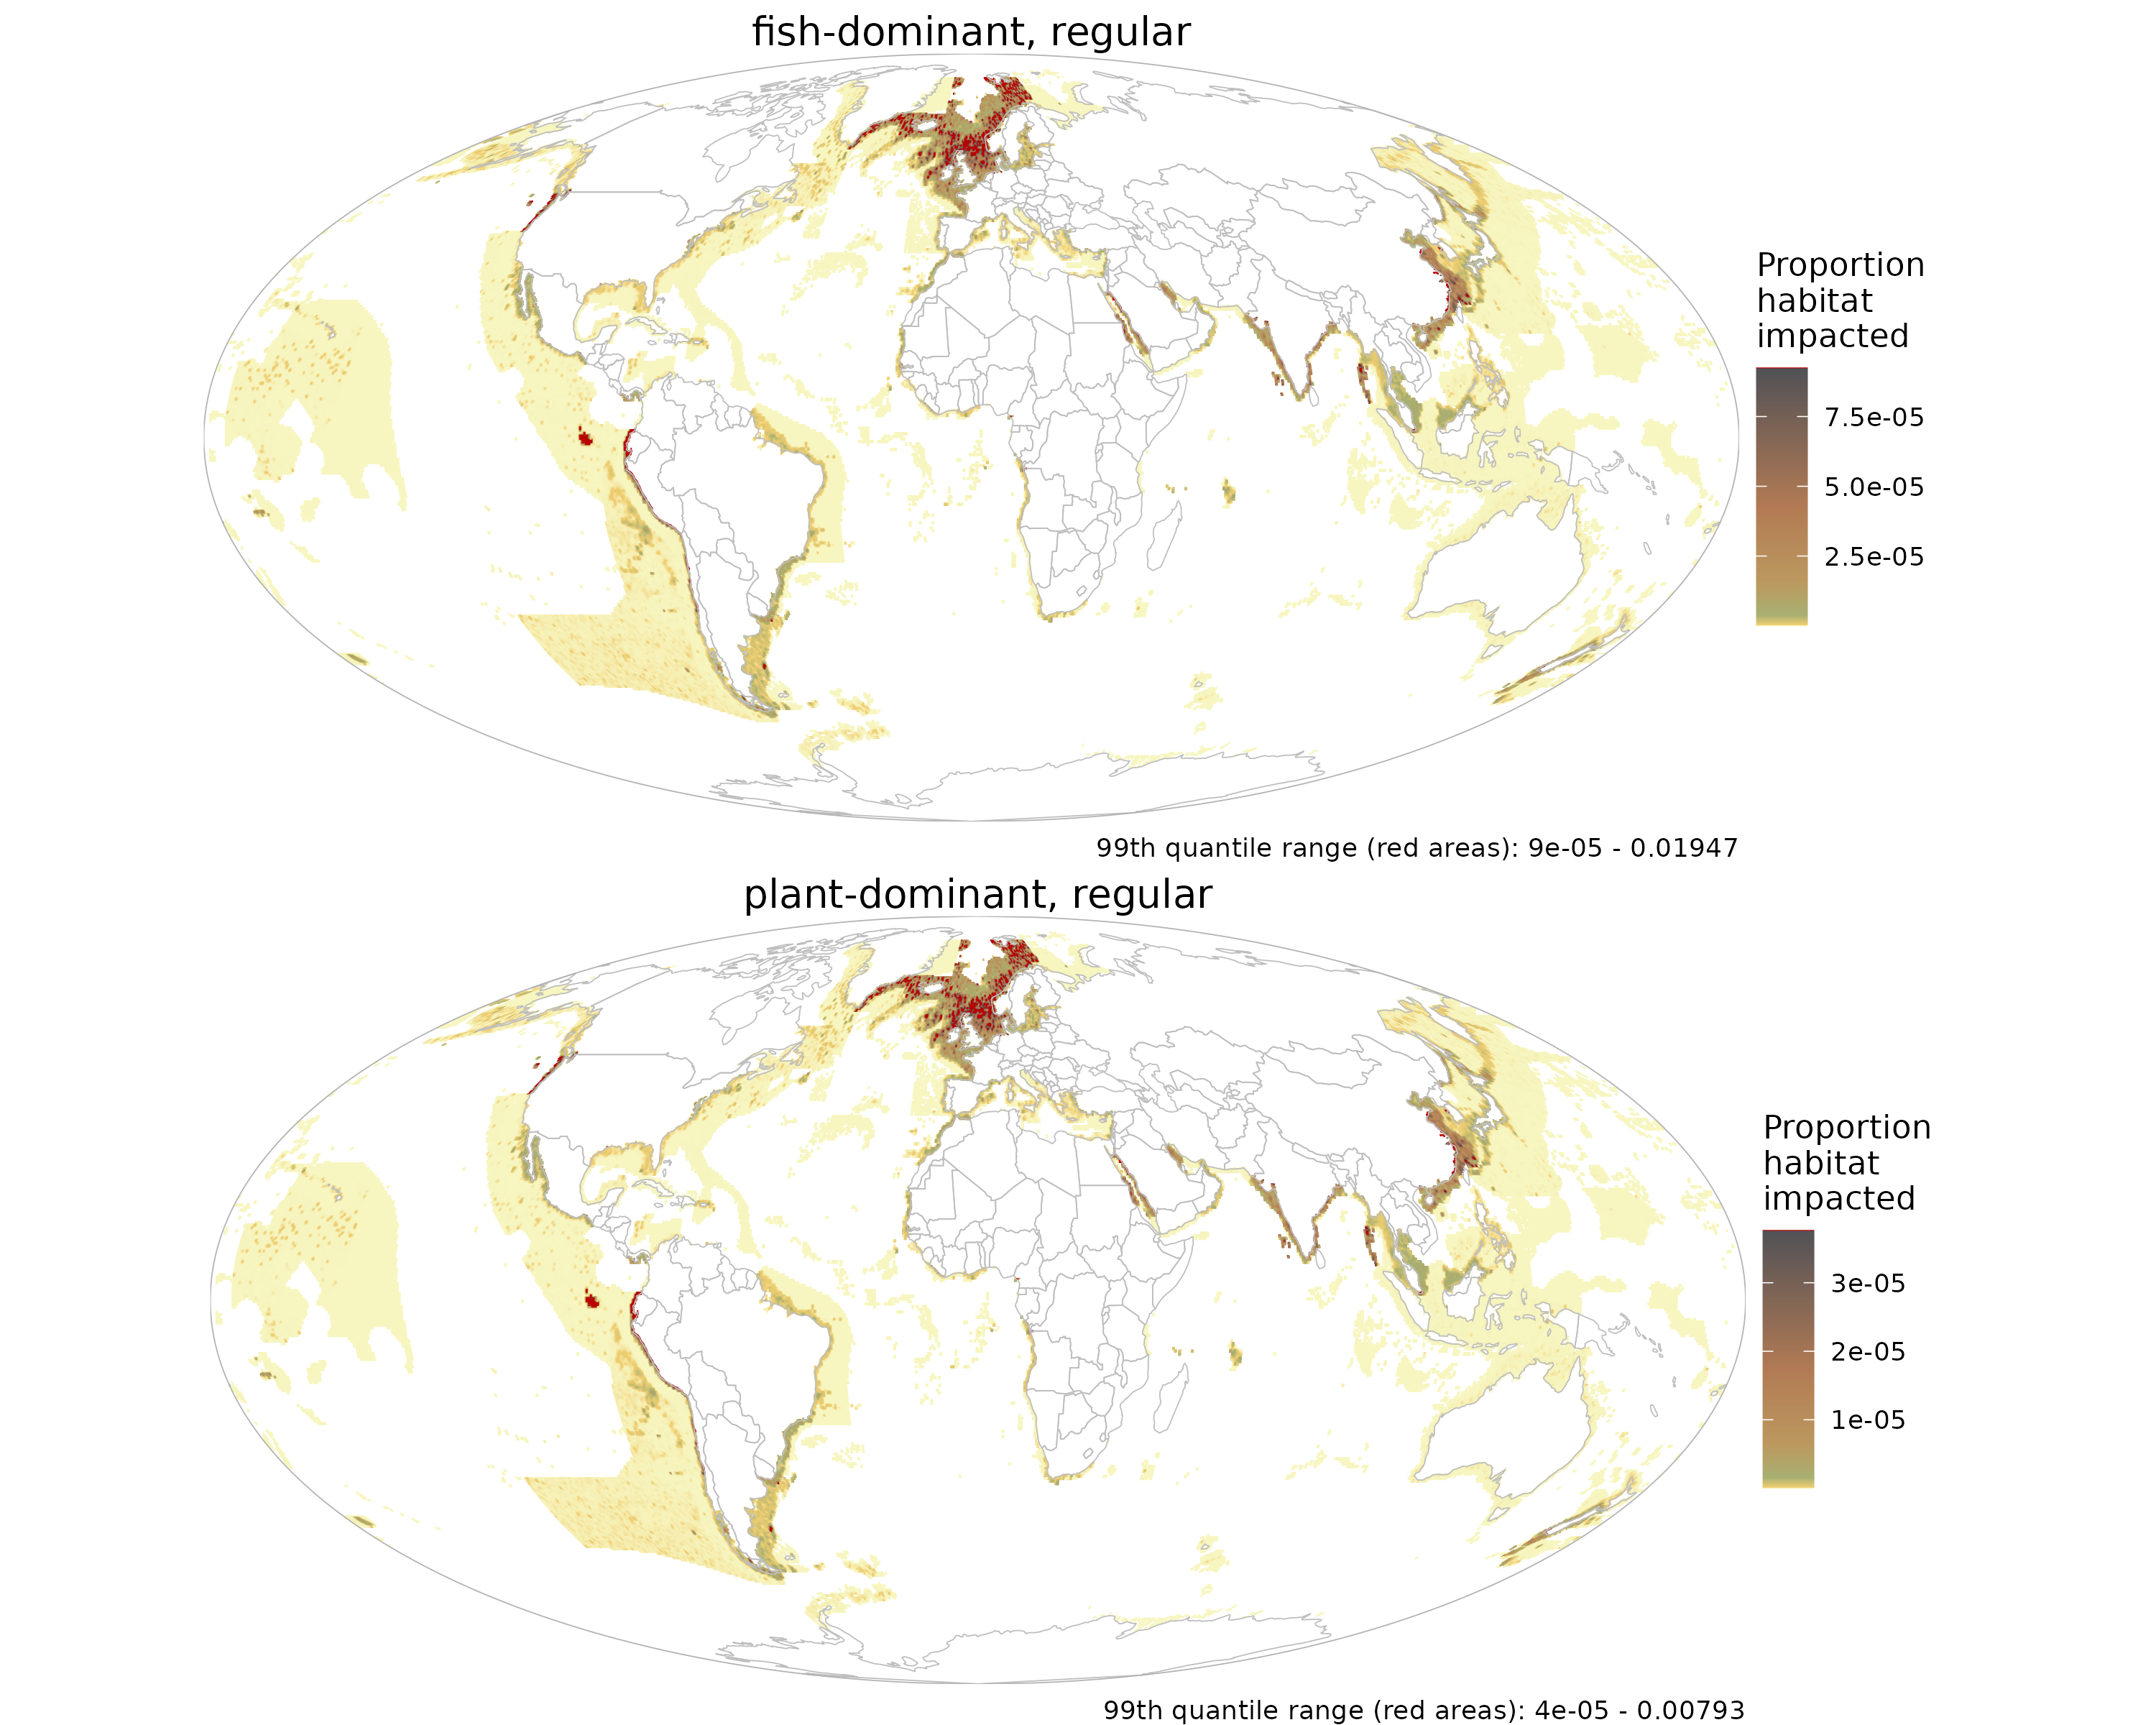 fish-dominant, regular
Proportion
habitat
impacted
7.5e-05
5.0e-05
2.5e-05
99th quantile range (red areas): 9e-05 - 0.01947
plant-dominant, regular
Proportion
habitat
impacted
3e-05
2e-05
1e-05
99th quantile range (red areas): 4e-05 - 0.00793